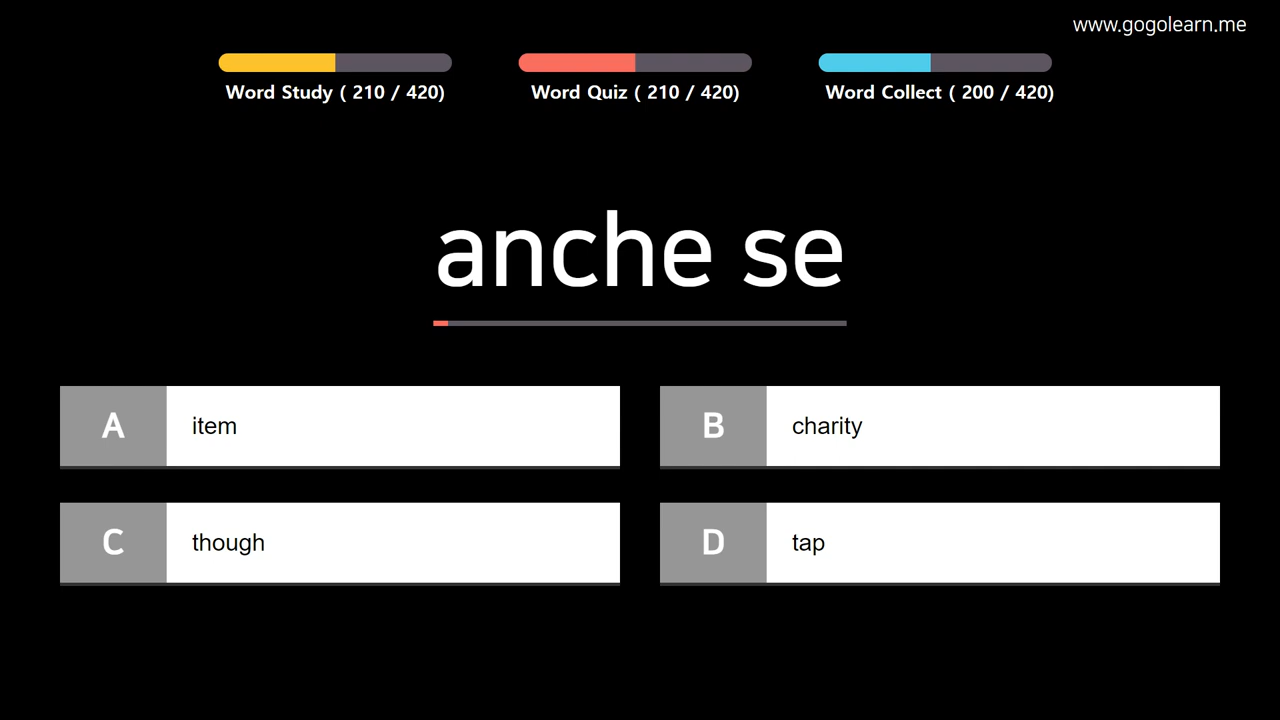 www.gogolearn.me
Word Study ( 210 / 420)
Word Quiz ( 210 / 420)
Word Collect ( 200 / 420)
anche se
A item
B charity
C though
D tap